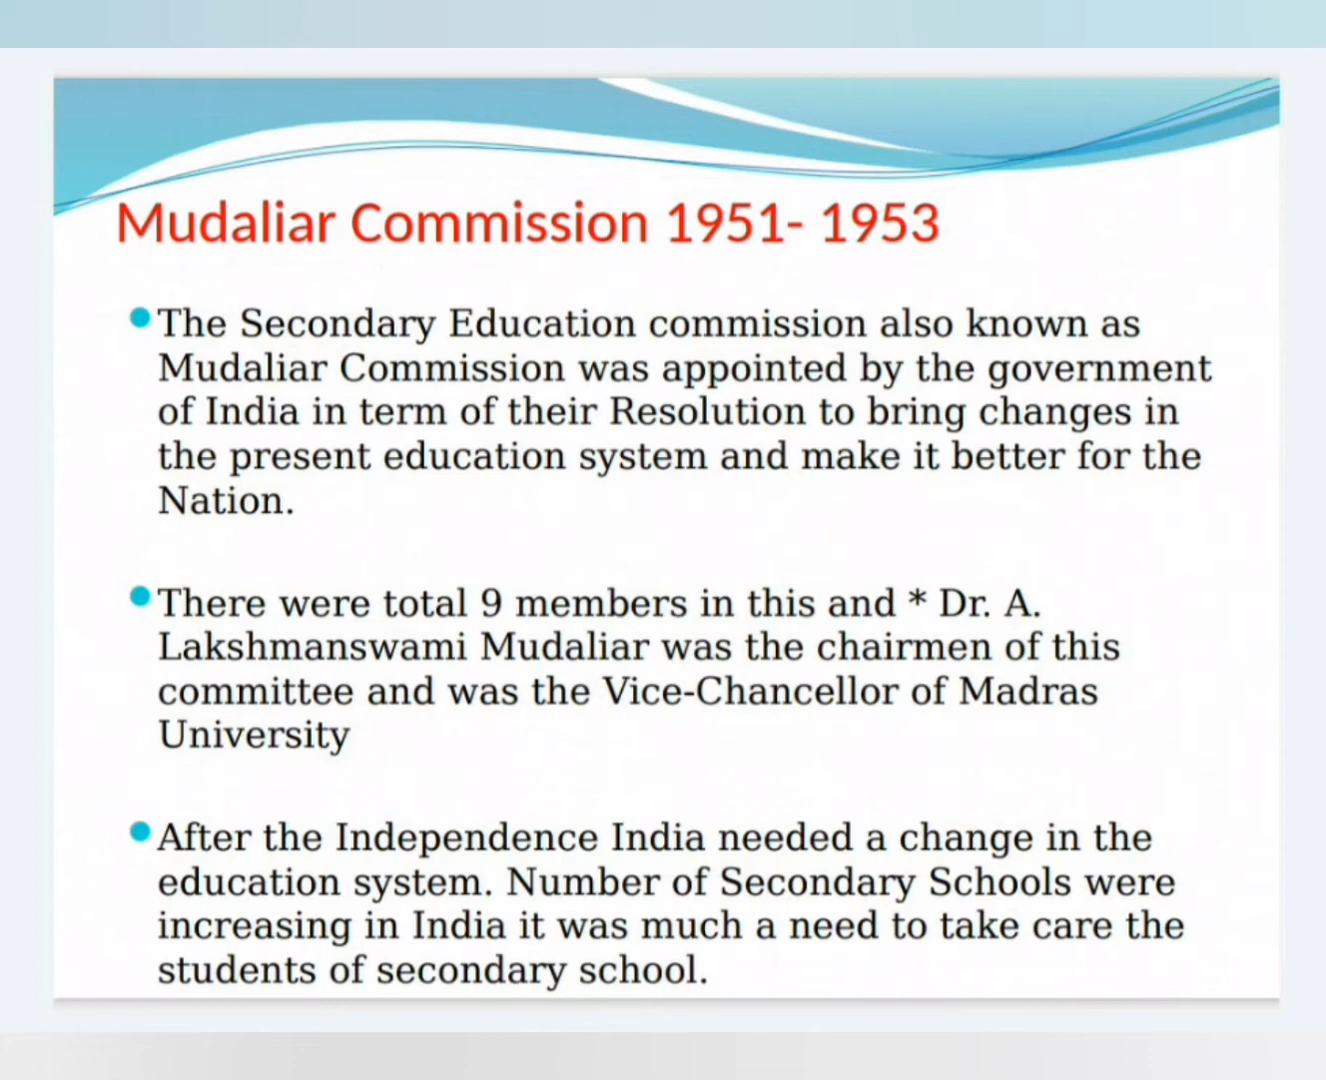 Mudaliar Commission 1951- 1953
The Secondary Education commission also known as
Mudaliar Commission was appointed by the government
of India in term of their Resolution to bring changes in
the present education system and make it better for the
Nation.
There were total 9 members in this and * Dr. A.
Lakshmanswami Mudaliar was the chairmen of this
committee and was the Vice-Chancellor of Madras
University
After the Independence India needed a change in the
education system. Number of Secondary Schools were
increasing in India it was much a need to take care the
students of secondary school.